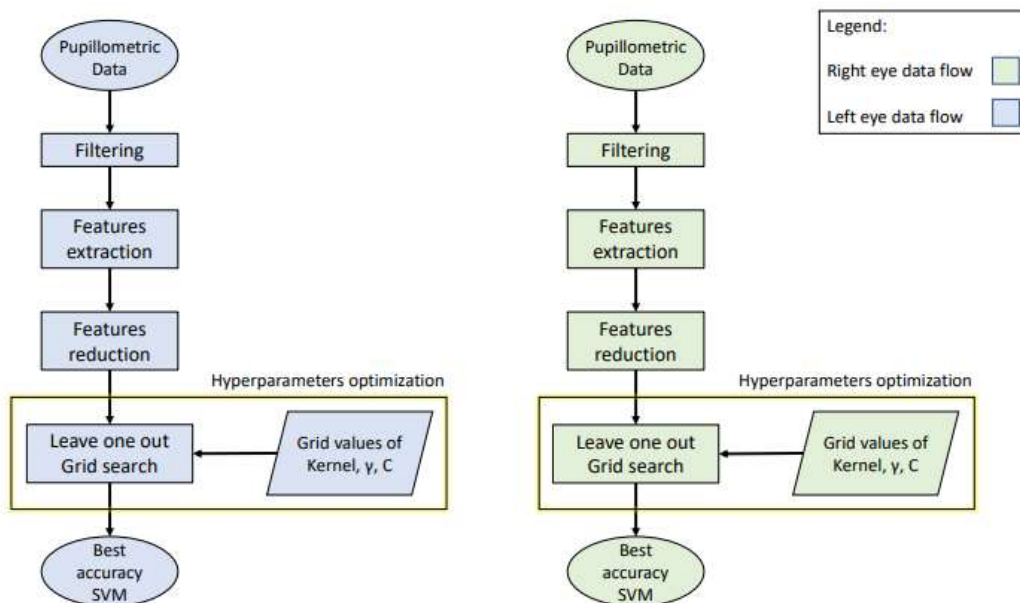 Pupillometric
Data
Filtering
Features
extraction
Features
reduction
Hyperparameters optimization
Leave one out
Grid search
Grid values of
Kernel, γ, C
Best
accuracy
SVM
Pupillometric
Data
Filtering
Features
extraction
Features
reduction
Hyperparameters optimization
Leave one out
Grid search
Grid values of
Kernel, γ, C
Best
accuracy
SVM
Legend:
Right eye data flow
Left eye data flow